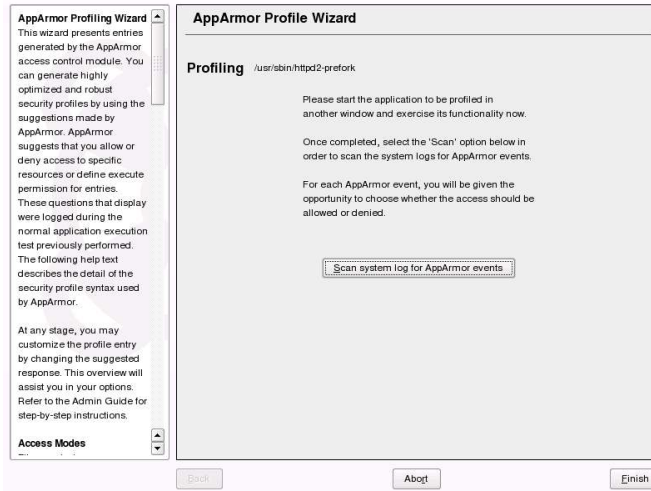 AppArmor Profiling Wizard
This wizard presents entries
generated by the AppArmor
access control module. You
can generate highly
optimized and robust
security profiles by using the
suggestions made by
AppArmor. AppArmor
suggests that you allow or
deny access to specific
resources or define execute
permission for entries.
These questions that display
were logged during the
normal application execution
test previously performed.
The following help text
describes the detail of the
security profile syntax used
by AppArmor.
At any stage, you may
customize the profile entry
by changing the suggested
response. This overview will
assist you in your options.
Refer to the Admin Guide for
step-by-step instructions.
Access Modes
AppArmor Profile Wizard
Profiling /usr/sbin/httpd2-prefork
Please start the application to be profiled in
another window and exercise its functionality now.
Once completed, select the 'Scan' option below in
order to scan the system logs for AppArmor events.
For each AppArmor event, you will be given the
opportunity to choose whether the access should be
allowed or denied.
Scan system log for AppArmor events
Back
Abort
Finish